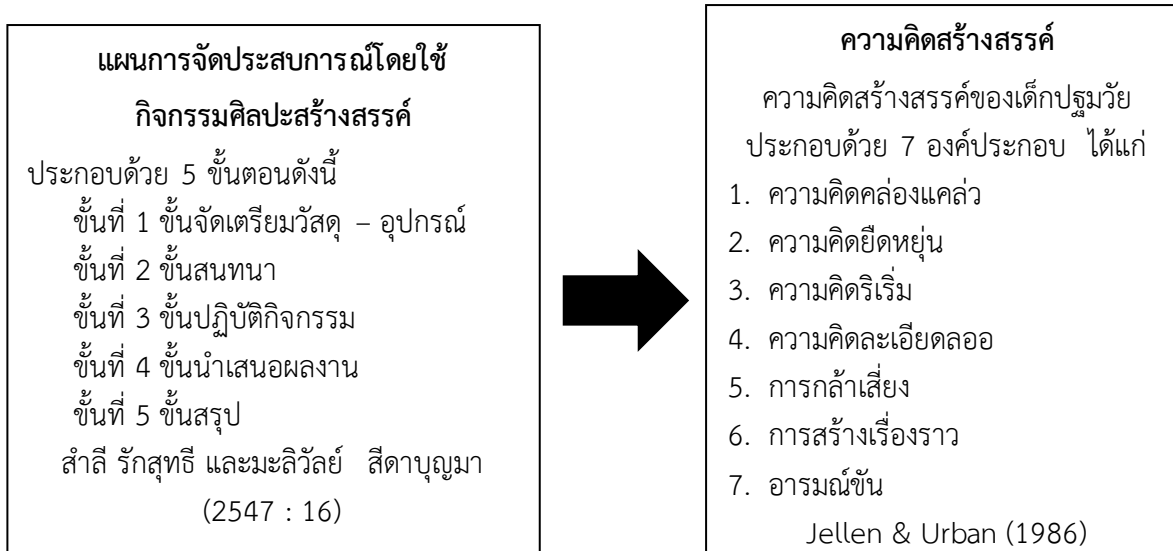 แผนการจัดประสบการณ์โดยใช้
กิจกรรมศิลปะสร้างสรรค์
ประกอบด้วย 5 ขั้นตอนดังนี้
ขั้นที่ 1 ขั้นจัดเตรียมวัสดุ – อุปกรณ์
ขั้นที่ 2 ขั้นสนทนา
ขั้นที่ 3 ขั้นปฏิบัติกิจกรรม
ขั้นที่ 4 ขั้นนำเสนอผลงาน
ขั้นที่ 5 ขั้นสรุป
สำลี รักสุทธี และมะลิวัลย์ สีดาบุญมา
(2547 : 16)
ความคิดสร้างสรรค์
ความคิดสร้างสรรค์ของเด็กปฐมวัย
ประกอบด้วย 7 องค์ประกอบ ได้แก่
1. ความคิดคล่องแคล่ว
2. ความคิดยืดหยุ่น
3. ความคิดริเริ่ม
4. ความคิดละเอียดลออ
5. การกล้าเสี่ยง
6. การสร้างเรื่องราว
7. อารมณ์ขัน
Jellen & Urban (1986)